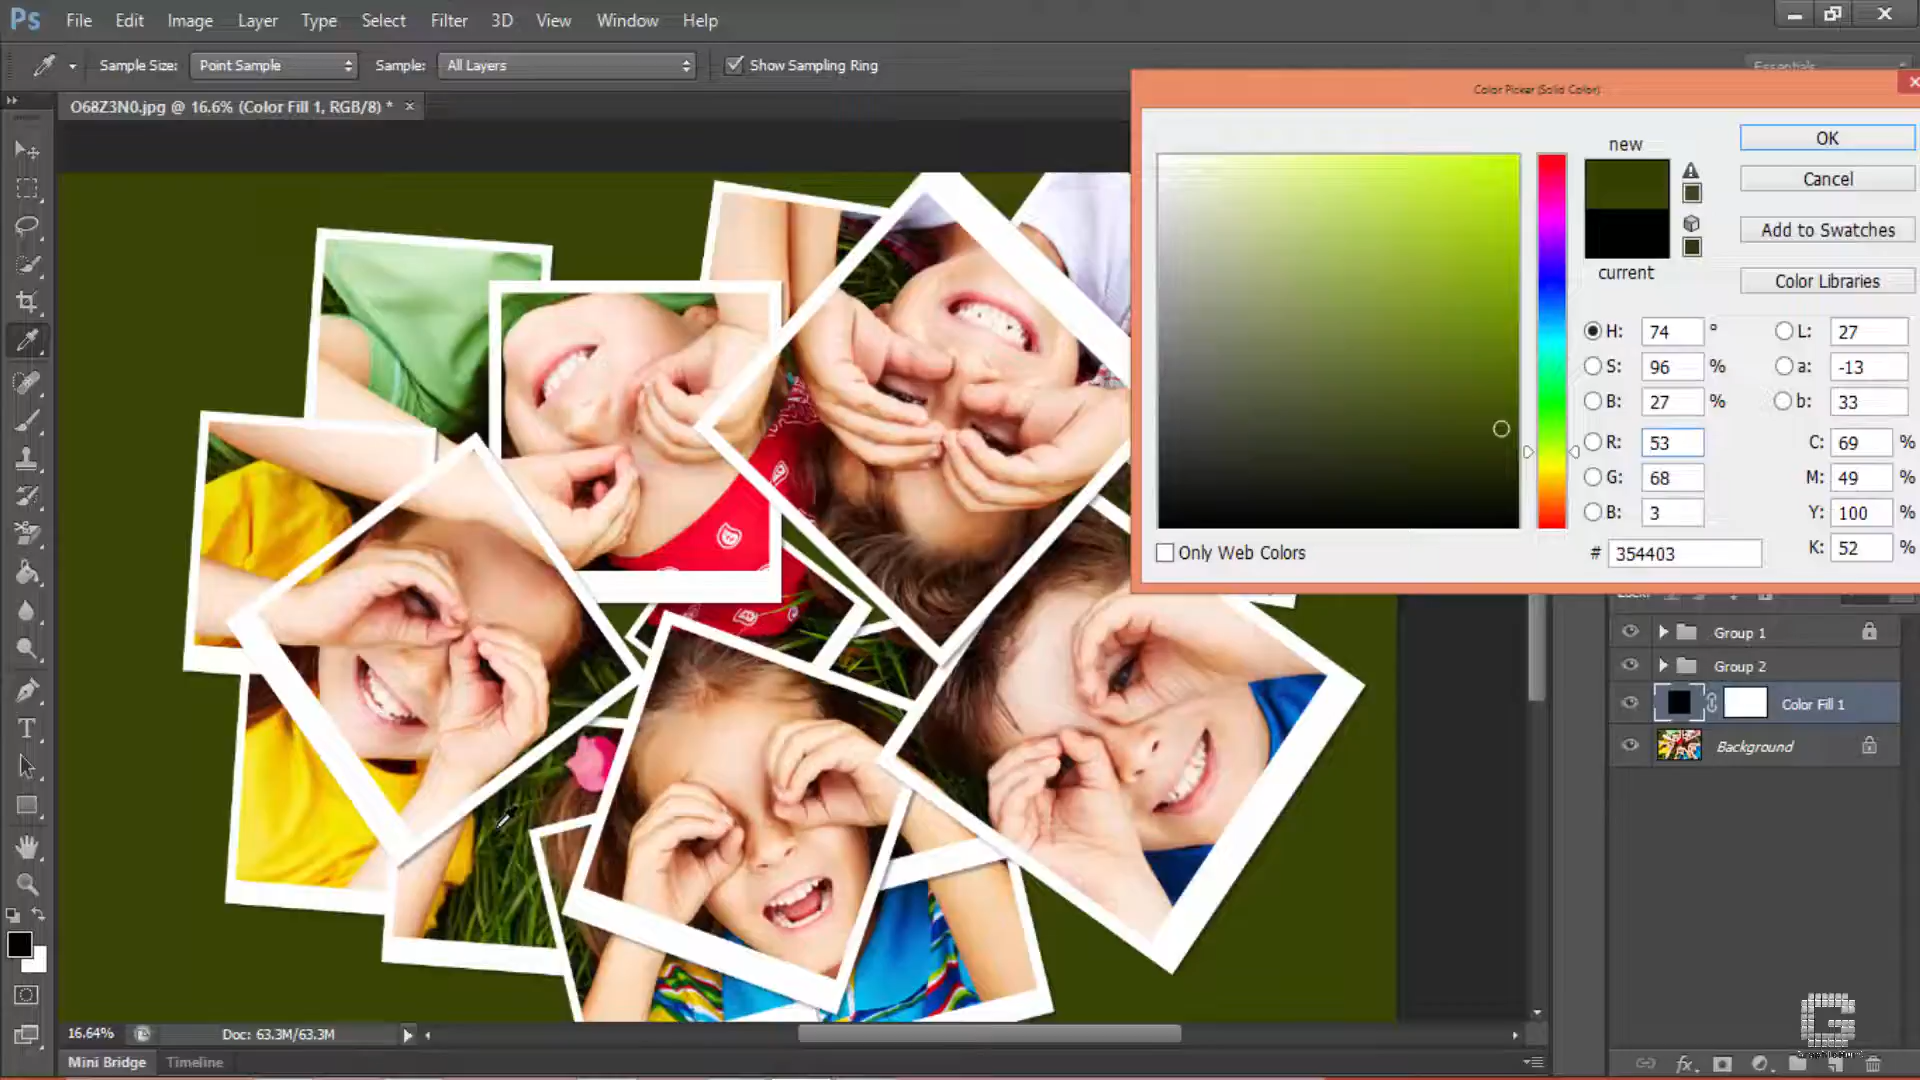 Ps File Edit Image Layer Type Select Filter 3D View Window Help
Sample Size: Point Sample Sample: All Layers Show Sampling Ring
Essentials
O68Z3N0.jpg @ 16.6% (Color Fill 1, RGB/8) * ×
Color Picker (Solid Color)
new
current
OK
Cancel
Add to Swatches
Color Libraries
H: 74 ° L: 27
S: 96 % a: -13
B: 27 % b: 33
R: 53 C: 69 %
G: 68 M: 49 %
B: 3 Y: 100 %
# 354403 K: 52 %
Only Web Colors
Group 1
Group 2
Color Fill 1
Background
16.64% Doc: 63.3M/63.3M
Mini Bridge Timeline